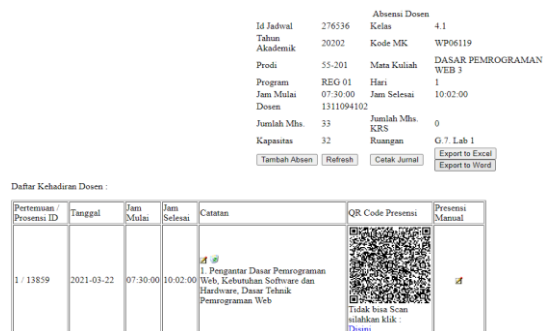 Absensi Dosen
Id Jadwal 276536 Kelas 4.1
Tahun Akademik 20202 Kode MK WP06119
Prodi 55-201 Mata Kuliah DASAR PEMROGRAMAN WEB 3
Program REG 01 Hari 1
Jam Mulai 07:30:00 Jam Selesai 10:02:00
Dosen 1311094102
Jumlah Mhs. 33 Jumlah Mhs. KRS 0
Kapasitas 32 Ruangan G.7. Lab 1
Tambah Absen Refresh Cetak Jurnal Export to Excel
Export to Word
Daftar Kehadiran Dosen :
Pertemuan / Prosensi ID Tanggal Jam Mulai Jam Selesai Catatan QR Code Presensi Presensi Manual
1 / 13859 2021-03-22 07:30:00 10:02:00
1. Pengantar Dasar Pemrograman
Web, Kebutuhan Software dan
Hardware, Dasar Tehnik
Pemrograman Web
Tidak bisa Scan
silahkan klik :
Disini